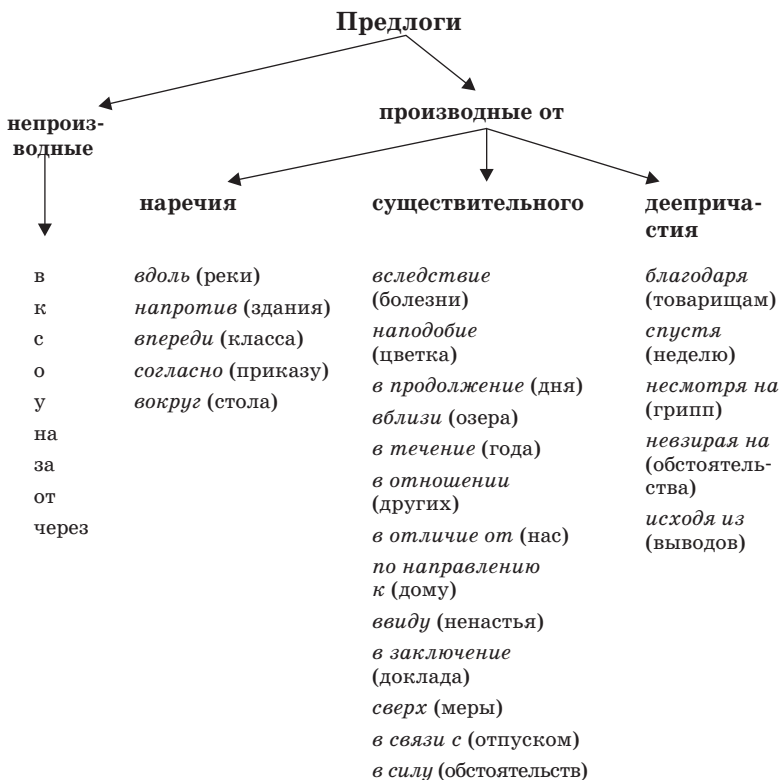 Предлоги
непроиз-
водные
производные от
наречия
существительного
дееприча-
стия
в
к
с
о
у
на
за
от
через
вдоль (реки)
напротив (здания)
впереди (класса)
согласно (приказу)
вокруг (стола)
вследствие
(болезни)
наподобие
(цветка)
в продолжение (дня)
вблизи (озера)
в течение (года)
в отношении
(других)
в отличие от (нас)
по направлению
к (дому)
ввиду (ненастья)
в заключение
(доклада)
сверх (меры)
в связи с (отпуском)
в силу (обстоятельств)
благодаря
(товарищам)
спустя
(неделю)
несмотря на
(грипп)
невзирая на
(обстоятель-
ства)
исходя из
(выводов)